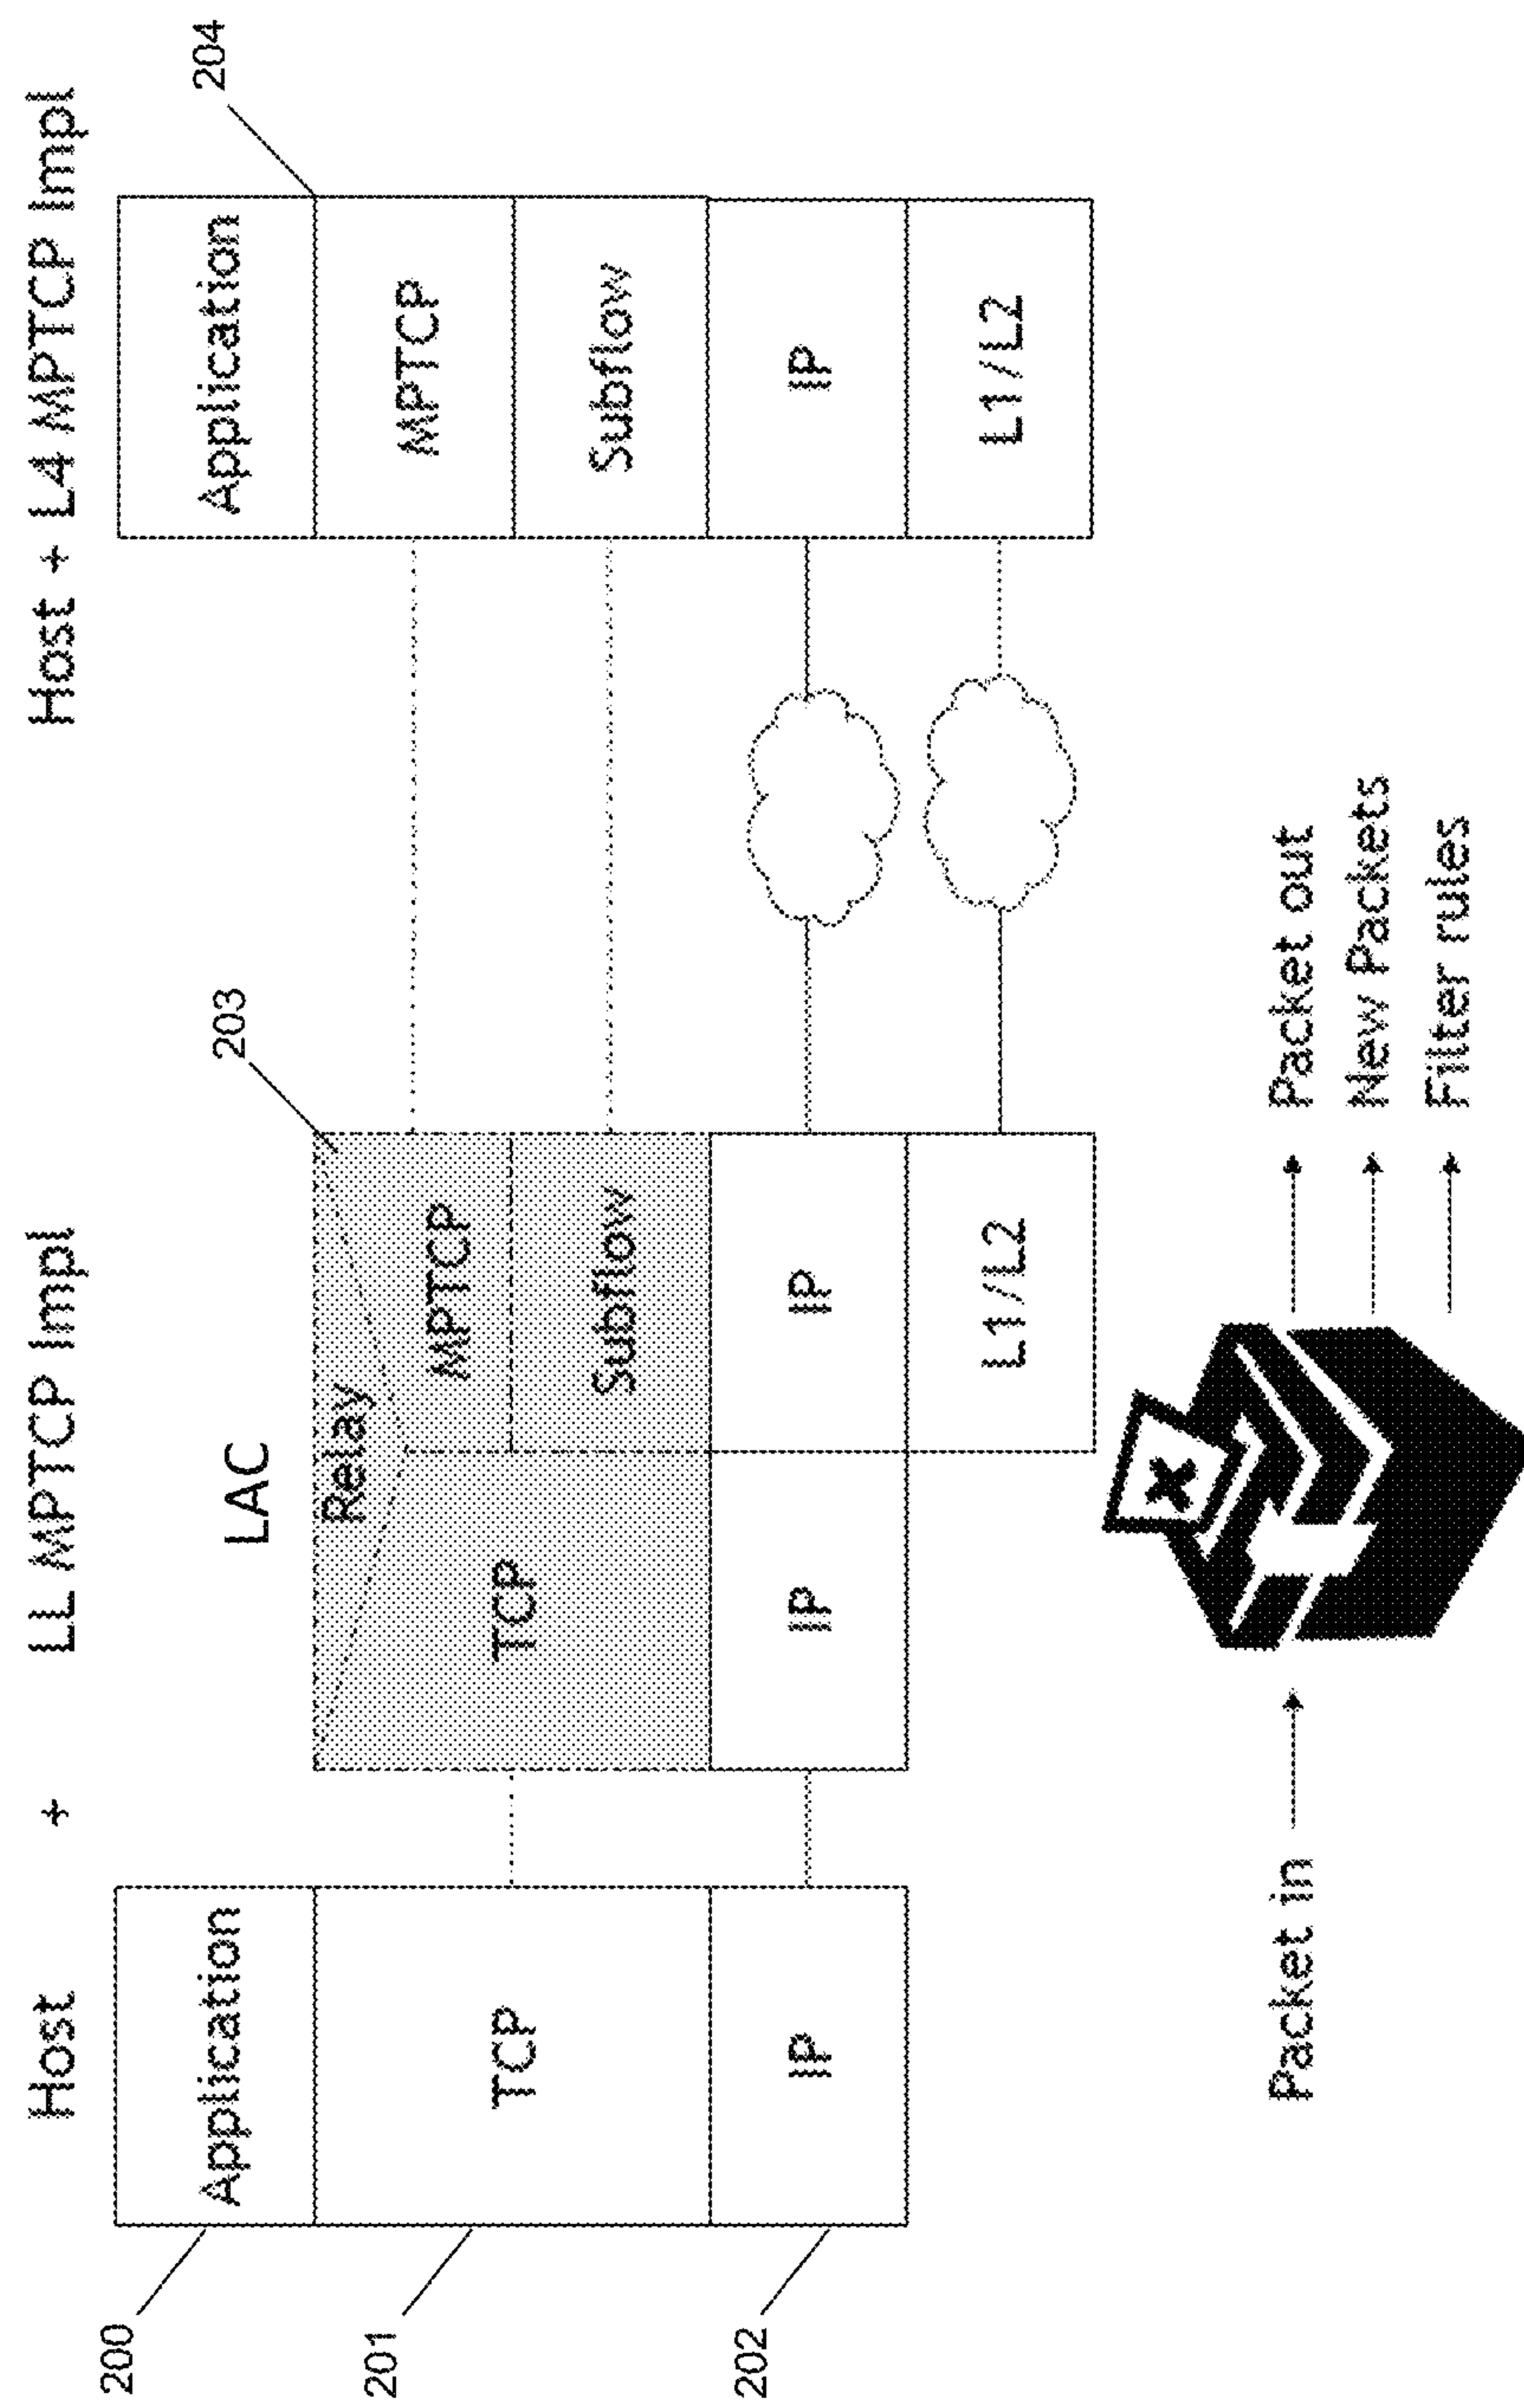 Host + LL MPTCP Impl Host + L4 MPTCP Impl
204
LAC
203
200
Application
Application
Relay
201
TCP
TCP
MPTCP
MPTCP
Subflow
Subflow
202
IP
IP
IP
IP
L1/L2
L1/L2
Packet in
Packet out
New Packets
Filter rules
x